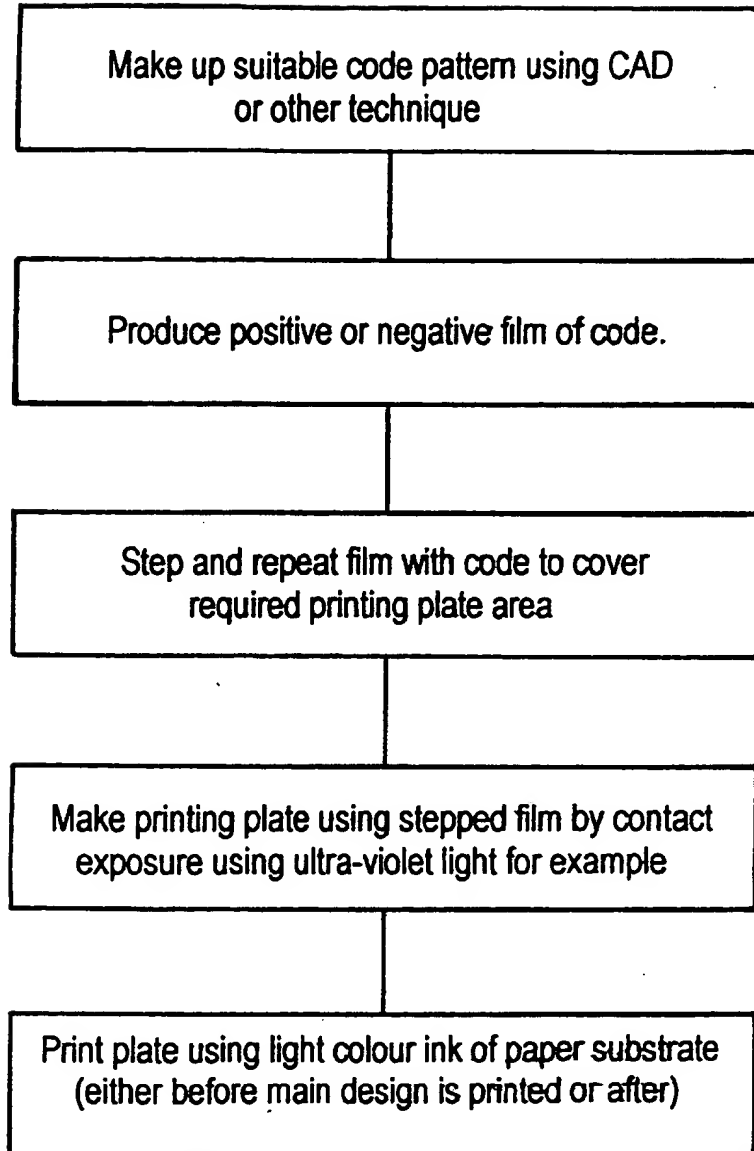 Make up suitable code pattern using CAD
or other technique
Produce positive or negative film of code.
Step and repeat film with code to cover
required printing plate area
Make printing plate using stepped film by contact
exposure using ultra-violet light for example
Print plate using light colour ink of paper substrate
(either before main design is printed or after)